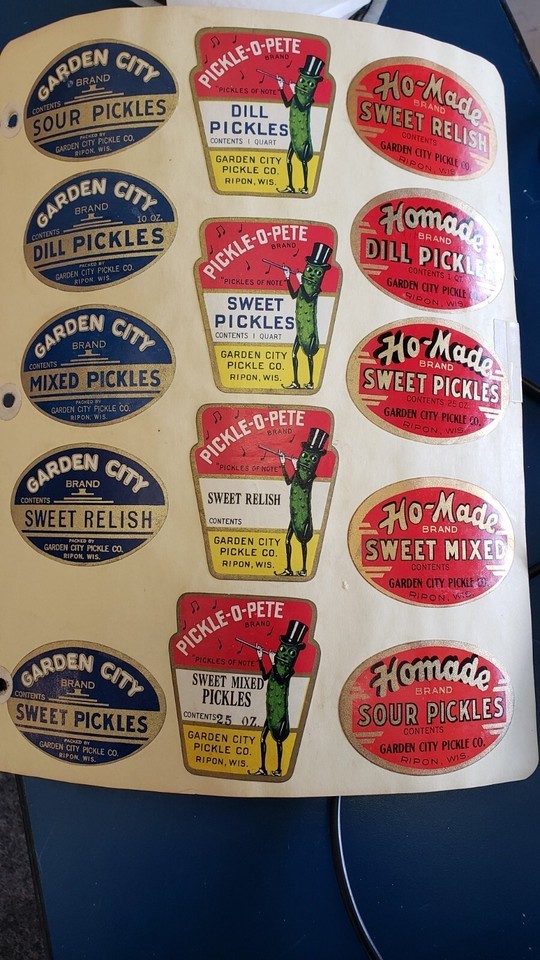 GARDEN CITY
BRAND
CONTENTS
SOUR PICKLES
PACKED BY
GARDEN CITY PICKLE CO.
RIPON, WIS.
GARDEN CITY
BRAND
CONTENTS 10 OZ.
DILL PICKLES
PACKED BY
GARDEN CITY PICKLE CO.
RIPON, WIS.
GARDEN CITY
BRAND
CONTENTS
MIXED PICKLES
PACKED BY
GARDEN CITY PICKLE CO.
RIPON, WIS.
GARDEN CITY
BRAND
CONTENTS
SWEET RELISH
PACKED BY
GARDEN CITY PICKLE CO.
RIPON, WIS.
GARDEN CITY
BRAND
CONTENTS
SWEET PICKLES
PACKED BY
GARDEN CITY PICKLE CO.
RIPON, WIS.
PICKLE-O-PETE
BRAND
"PICKLES OF NOTE"
DILL
PICKLES
CONTENTS 1 QUART
GARDEN CITY
PICKLE CO.
RIPON, WIS.
PICKLE-O-PETE
BRAND
"PICKLES OF NOTE"
SWEET
PICKLES
CONTENTS 1 QUART
GARDEN CITY
PICKLE CO.
RIPON, WIS.
PICKLE-O-PETE
BRAND
"PICKLES OF NOTE"
SWEET RELISH
CONTENTS
GARDEN CITY
PICKLE CO.
RIPON, WIS.
PICKLE-O-PETE
BRAND
"PICKLES OF NOTE"
SWEET MIXED
PICKLES
CONTENTS 25 OZ.
GARDEN CITY
PICKLE CO.
RIPON, WIS.
Ho-Made
BRAND
SWEET RELISH
CONTENTS
GARDEN CITY PICKLE CO.
RIPON, WIS.
Homade
BRAND
DILL PICKLES
CONTENTS 1 QT.
GARDEN CITY PICKLE CO.
RIPON, WIS.
Ho-Made
BRAND
SWEET PICKLES
CONTENTS 25 OZ.
GARDEN CITY PICKLE CO.
RIPON, WIS.
Ho-Made
BRAND
SWEET MIXED
CONTENTS
GARDEN CITY PICKLE CO.
RIPON, WIS.
Homade
BRAND
SOUR PICKLES
CONTENTS
GARDEN CITY PICKLE CO.
RIPON, WIS.